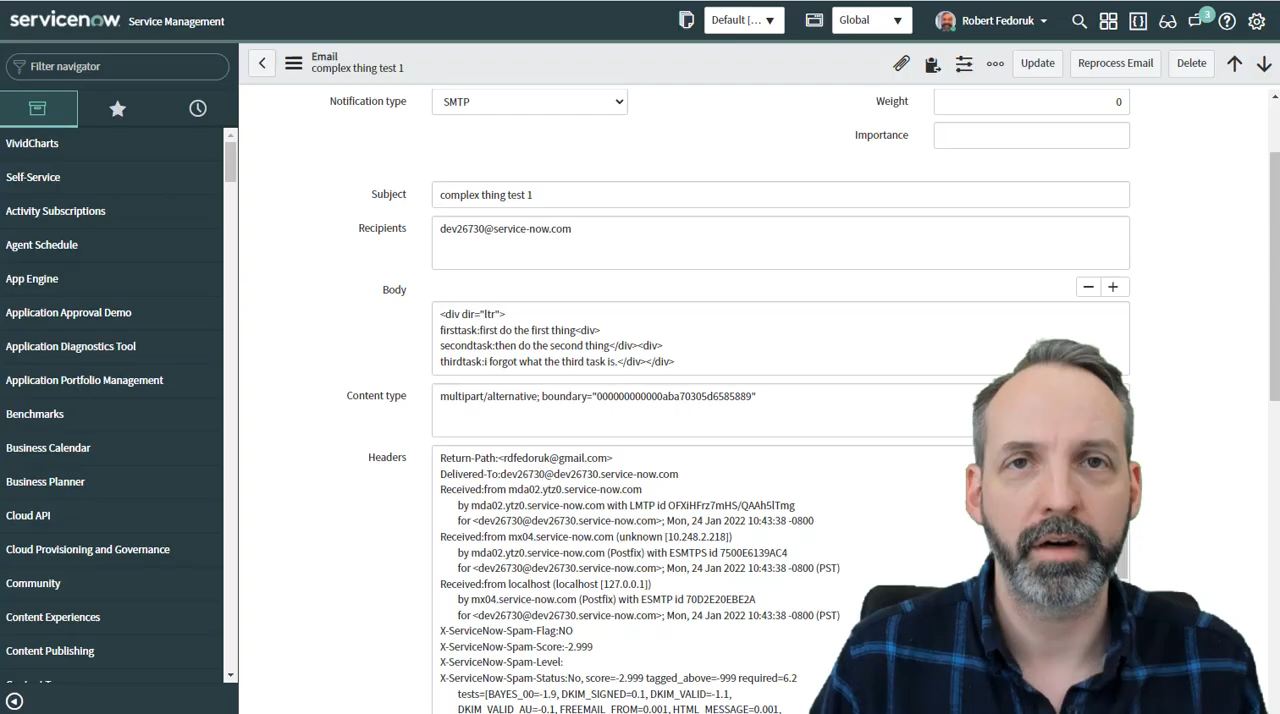 servicenow Service Management
Default [... ▼
Global ▼
Robert Fedoruk
3
Filter navigator
Email
complex thing test 1
Update
Reprocess Email
Delete
VividCharts
Self-Service
Activity Subscriptions
Agent Schedule
App Engine
Application Approval Demo
Application Diagnostics Tool
Application Portfolio Management
Benchmarks
Business Calendar
Business Planner
Cloud API
Cloud Provisioning and Governance
Community
Content Experiences
Content Publishing
Notification type
SMTP
Weight
0
Importance
Subject
complex thing test 1
Recipients
dev26730@service-now.com
Body
<div dir="ltr">
firsttask:first do the first thing<div>
secondtask:then do the second thing</div><div>
thirdtask:i forgot what the third task is.</div></div>
Content type
multipart/alternative; boundary="000000000000aba70305d6585889"
Headers
Return-Path:<rdfedoruk@gmail.com>
Delivered-To:dev26730@dev26730.service-now.com
Received:from mda02.ytz0.service-now.com
by mda02.ytz0.service-now.com with LMTP id OFXiHFrz7mHS/QAAh5lTmg
for <dev26730@dev26730.service-now.com>; Mon, 24 Jan 2022 10:43:38 -0800
Received:from mx04.service-now.com (unknown [10.248.2.218])
by mda02.ytz0.service-now.com (Postfix) with ESMTPS id 7500E6139AC4
for <dev26730@dev26730.service-now.com>; Mon, 24 Jan 2022 10:43:38 -0800 (PST)
Received:from localhost (localhost [127.0.0.1])
by mx04.service-now.com (Postfix) with ESMTP id 70D2E20EBE2A
for <dev26730@dev26730.service-now.com>; Mon, 24 Jan 2022 10:43:38 -0800 (PST)
X-ServiceNow-Spam-Flag:NO
X-ServiceNow-Spam-Score:-2.999
X-ServiceNow-Spam-Level:
X-ServiceNow-Spam-Status:No, score=-2.999 tagged_above=-999 required=6.2
tests=[BAYES_00=-1.9, DKIM_SIGNED=0.1, DKIM_VALID=-1.1,
DKIM_VALID_AU=-0.1, FREEMAIL_FROM=0.001, HTML_MESSAGE=0.001,